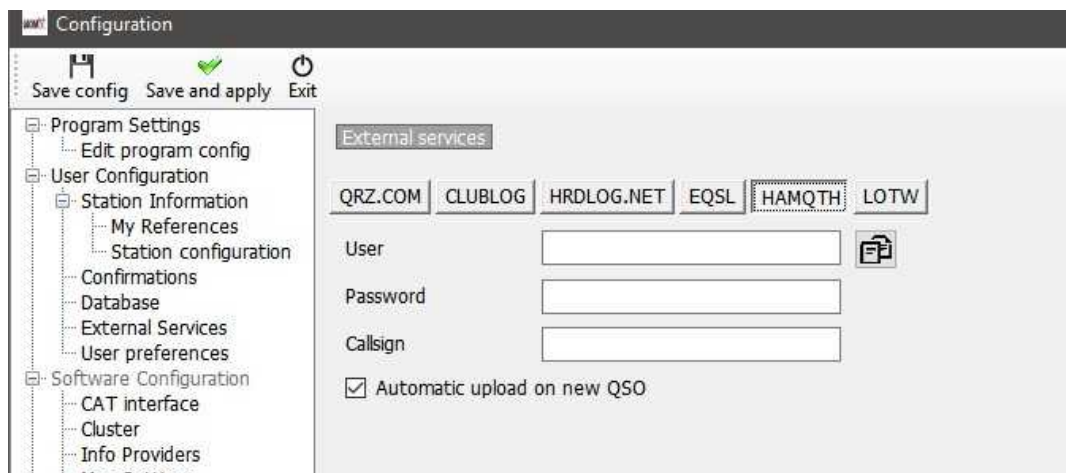 Configuration
Save config Save and apply Exit
Program Settings
Edit program config
User Configuration
Station Information
My References
Station configuration
Confirmations
Database
External Services
User preferences
Software Configuration
CAT interface
Cluster
Info Providers
External services
QRZ.COM CLUBLOG HRDLOG.NET EQSL HAMQTH LOTW
User
Password
Callsign
Automatic upload on new QSO